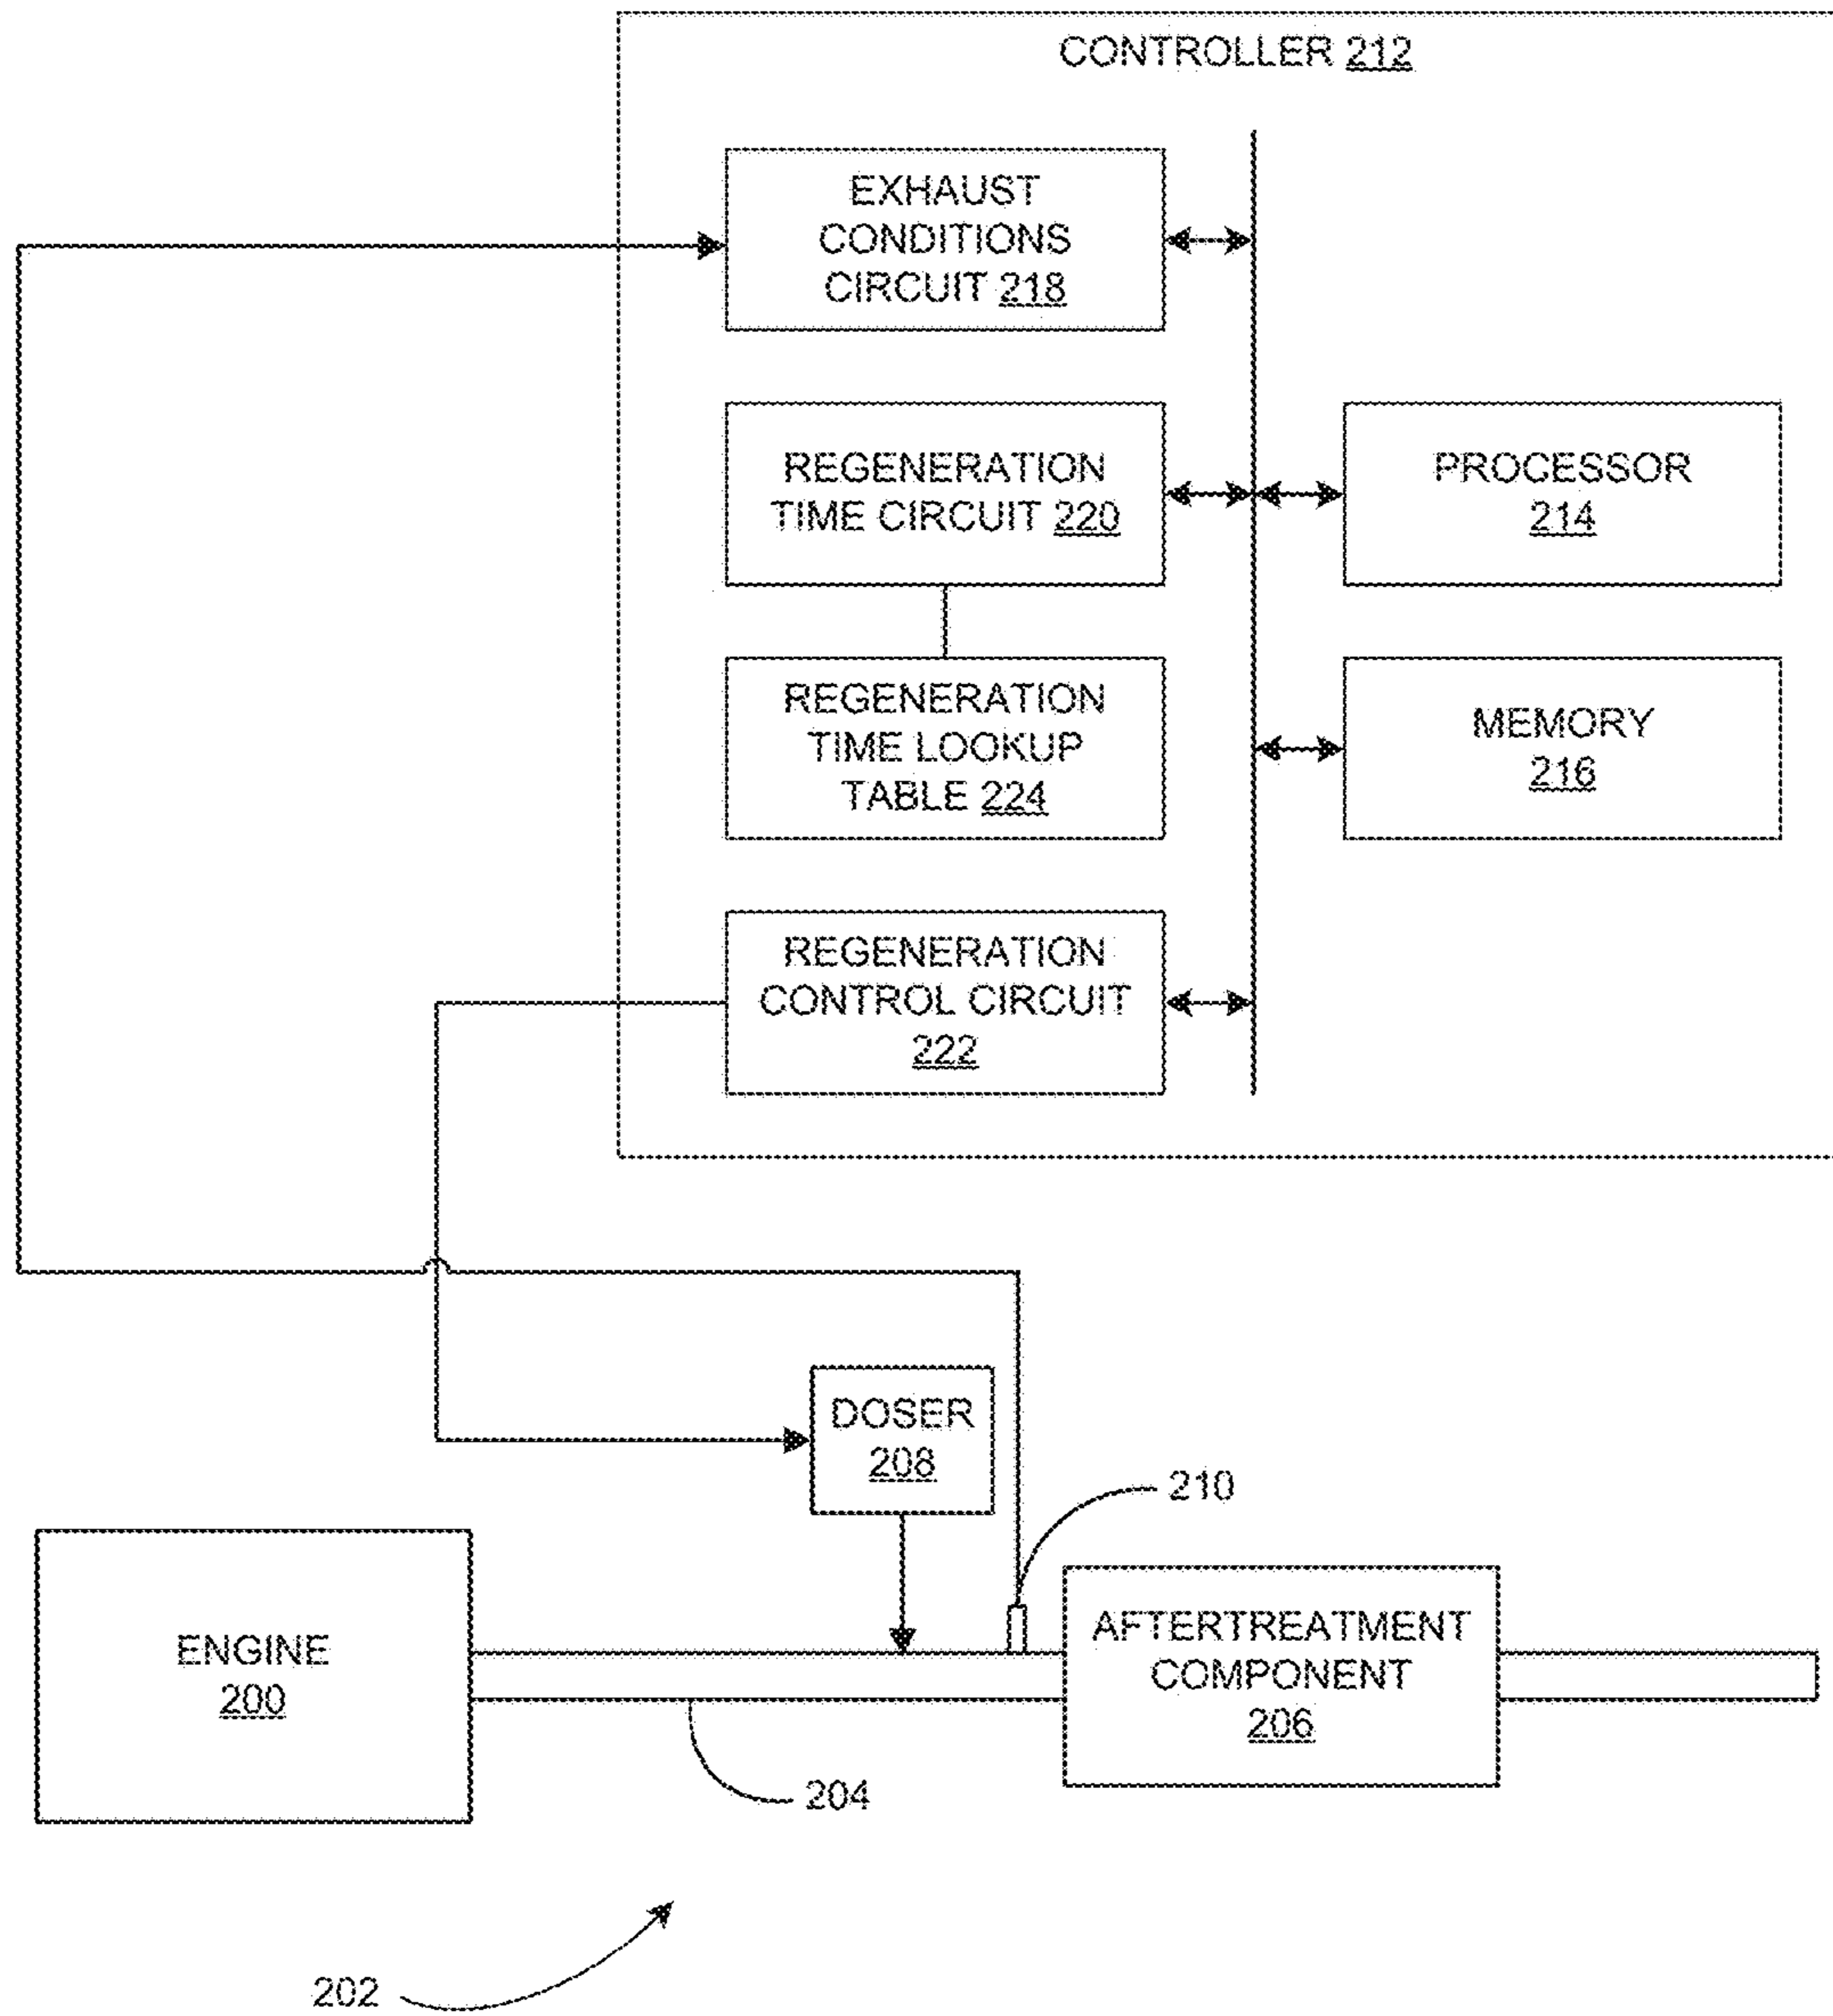 CONTROLLER 212
EXHAUST
CONDITIONS
CIRCUIT 218
REGENERATION
TIME CIRCUIT 220
PROCESSOR
214
REGENERATION
TIME LOOKUP
TABLE 224
MEMORY
216
REGENERATION
CONTROL CIRCUIT
222
DOSER
208
210
ENGINE
200
AFTERTREATMENT
COMPONENT
206
204
202